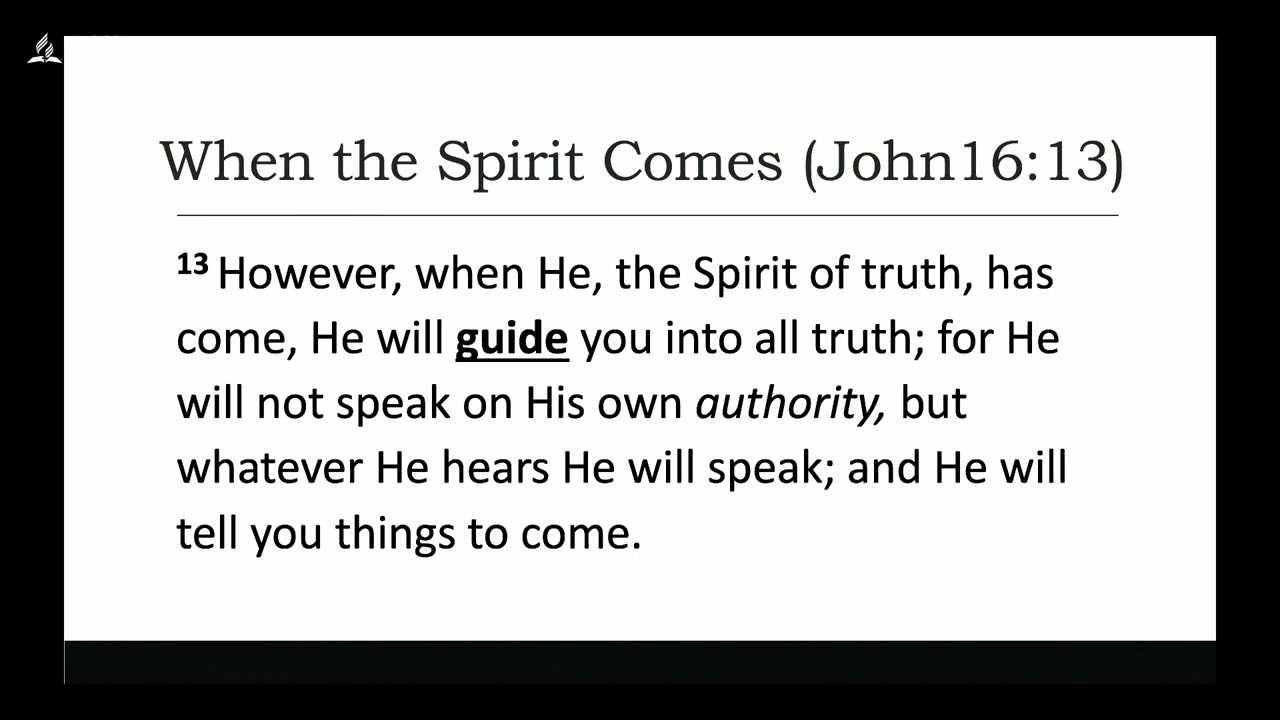 When the Spirit Comes (John16:13)
13 However, when He, the Spirit of truth, has
come, He will guide you into all truth; for He
will not speak on His own authority, but
whatever He hears He will speak; and He will
tell you things to come.